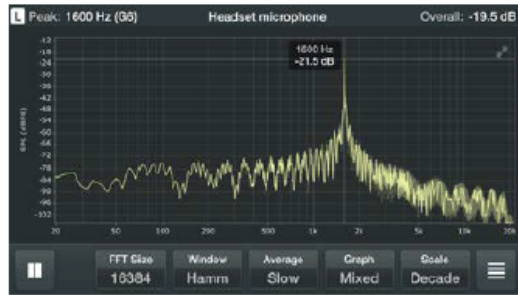 L Peak: 1600 Hz (G6) Headset microphone Overall: -19.5 dB
1600 Hz
-21.5 dB
-12
-18
-24
-30
-36
-42
-48
-54
-60
-66
-72
-78
-84
-90
-96
-102
SPL (dBFS)
20 50 100 200 500 1k 2k 5k 10k 20k
FFT Size Window Average Graph Scale
16384 Hamm Slow Mixed Decade